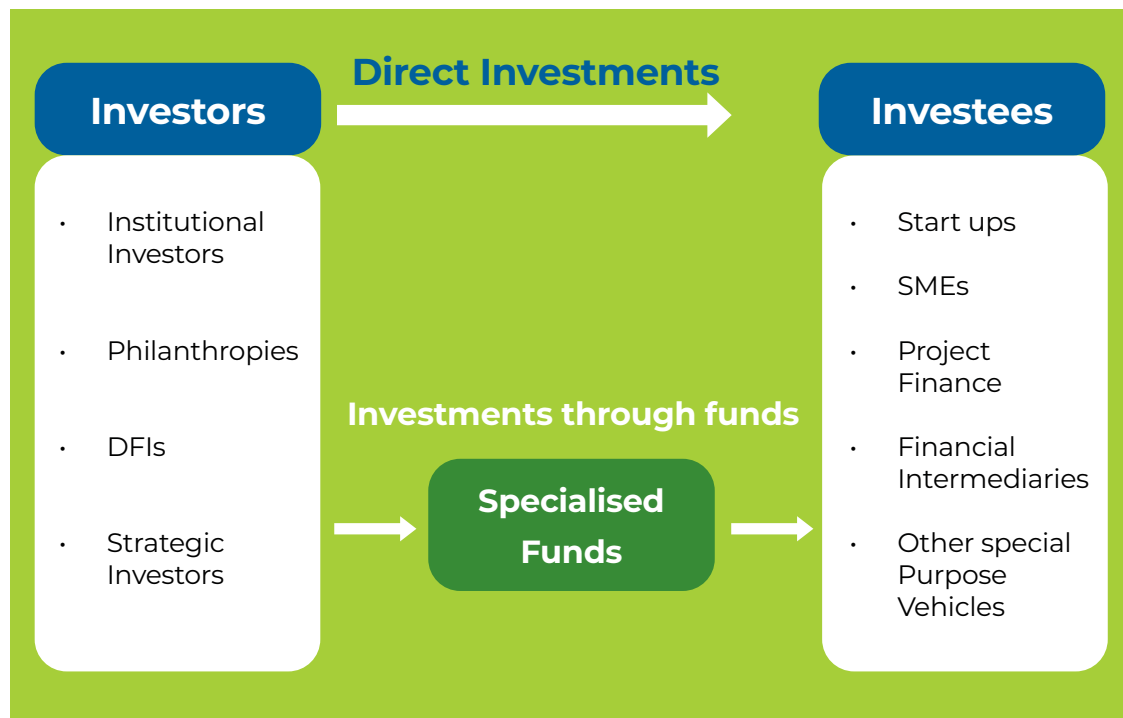 Direct Investments
Investors
Investees
• Institutional
Investors
• Philanthropies
• DFIs
• Strategic
Investors
Investments through funds
Specialised
Funds
• Start ups
• SMEs
• Project
Finance
• Financial
Intermediaries
• Other special
Purpose
Vehicles